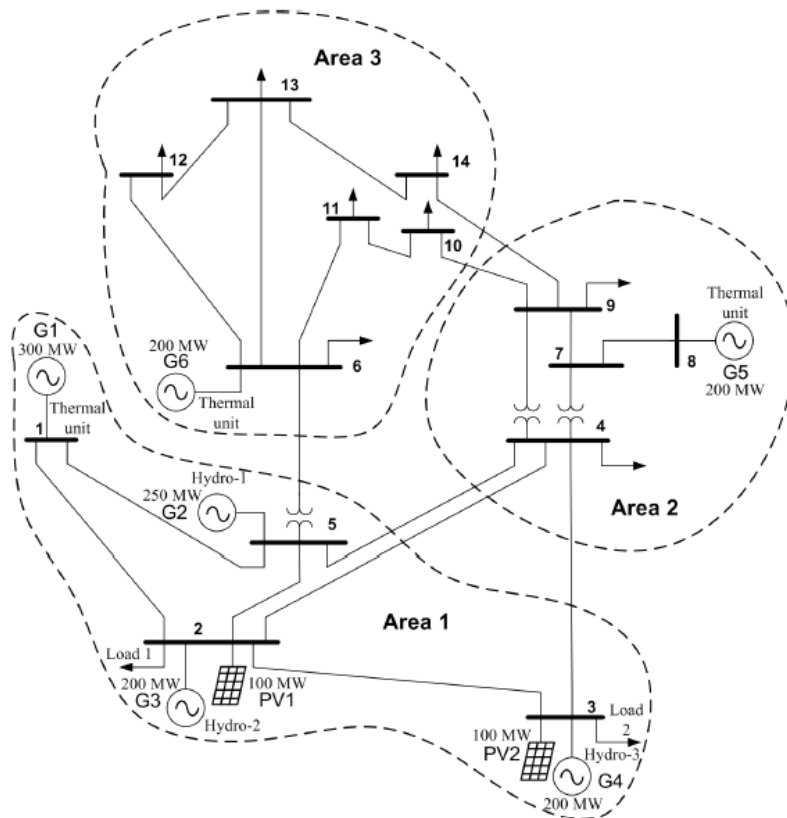 Area 3
13
12
14
11
10
9
Thermal
unit
7
8
G5
200 MW
G1
300 MW
200 MW
G6
6
Thermal
unit
Thermal
unit
1
4
Hydro-1
250 MW
G2
5
Area 2
2
Area 1
Load 1
200 MW
G3
100 MW
PV1
Hydro-2
3
Load
2
100 MW
PV2
Hydro-3
G4
200 MW